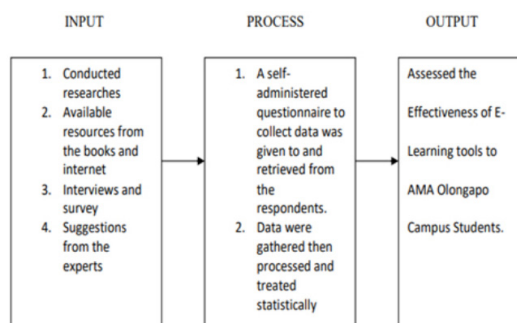 INPUT
PROCESS
OUTPUT
1. Conducted
researches
2. Available
resources from
the books and
internet
3. Interviews and
survey
4. Suggestions
from the
experts
1. A self-
administered
questionnaire to
collect data was
given to and
retrieved from
the
respondents.
2. Data were
gathered then
processed and
treated
statistically
Assessed the
Effectiveness of E-
Learning tools to
AMA Olongapo
Campus Students.